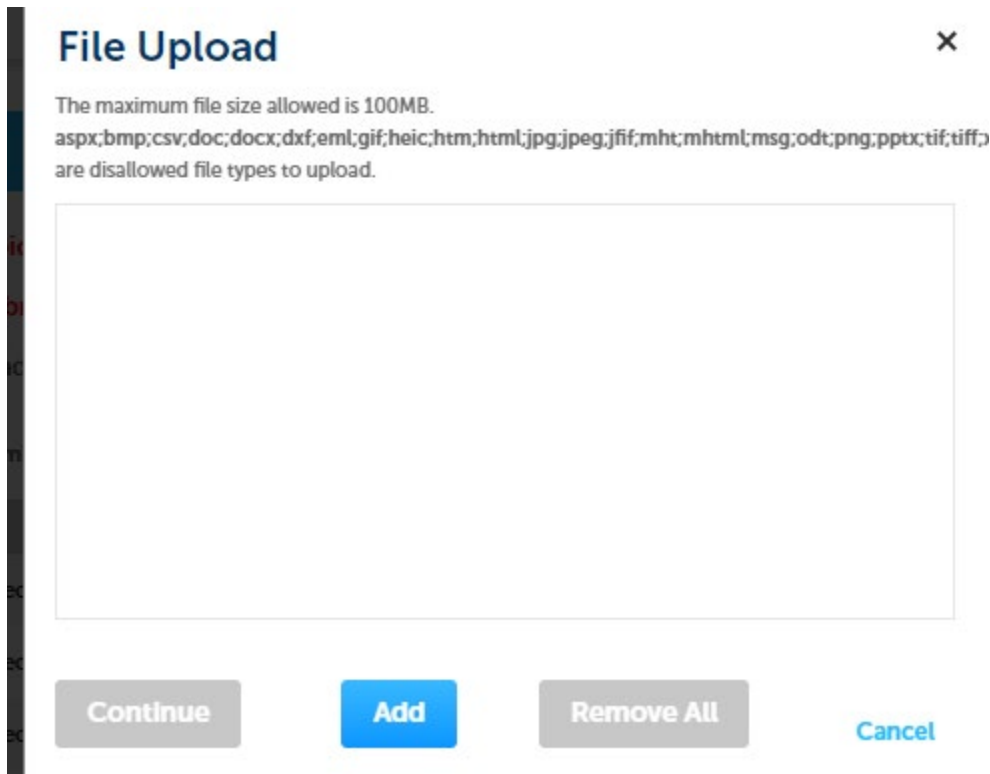 File Upload
×
The maximum file size allowed is 100MB.
aspx;bmp;csv;doc;docx;dxf;eml;gif;heic;htm;html;jpg;jpeg;jfif;mht;mhtml;msg;odt;png;pptx;tif;tiff;x
are disallowed file types to upload.
Continue
Add
Remove All
Cancel